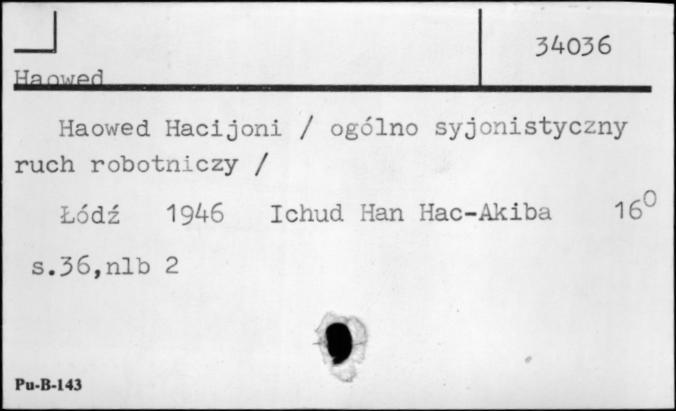 34036
Haowed
Haowed Hacijoni / ogólno syjonistyczny
ruch robotniczy /
Łódź 1946 Ichud Han Hac-Akiba 16⁰
s.36,nlb 2
Pu-B-143